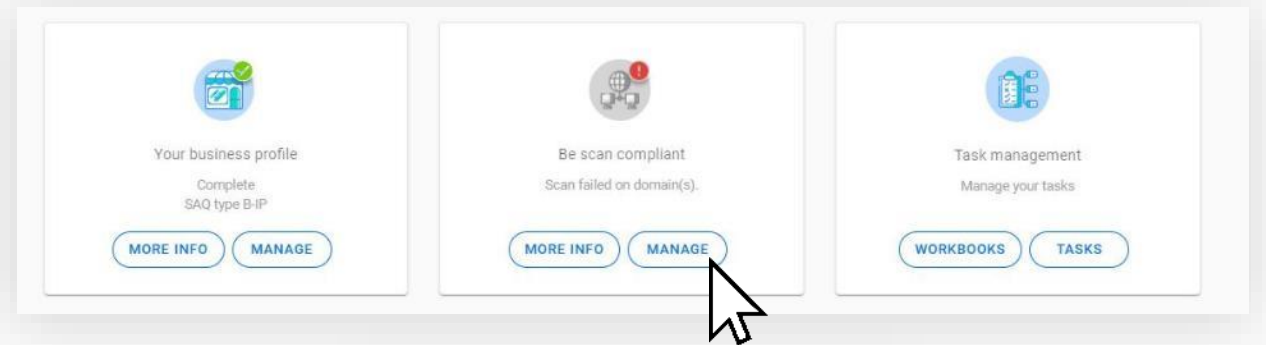 Your business profile
Complete
SAQ type B-IP
MORE INFO
MANAGE
Be scan compliant
Scan failed on domain(s).
MORE INFO
MANAGE
Task management
Manage your tasks
WORKBOOKS
TASKS